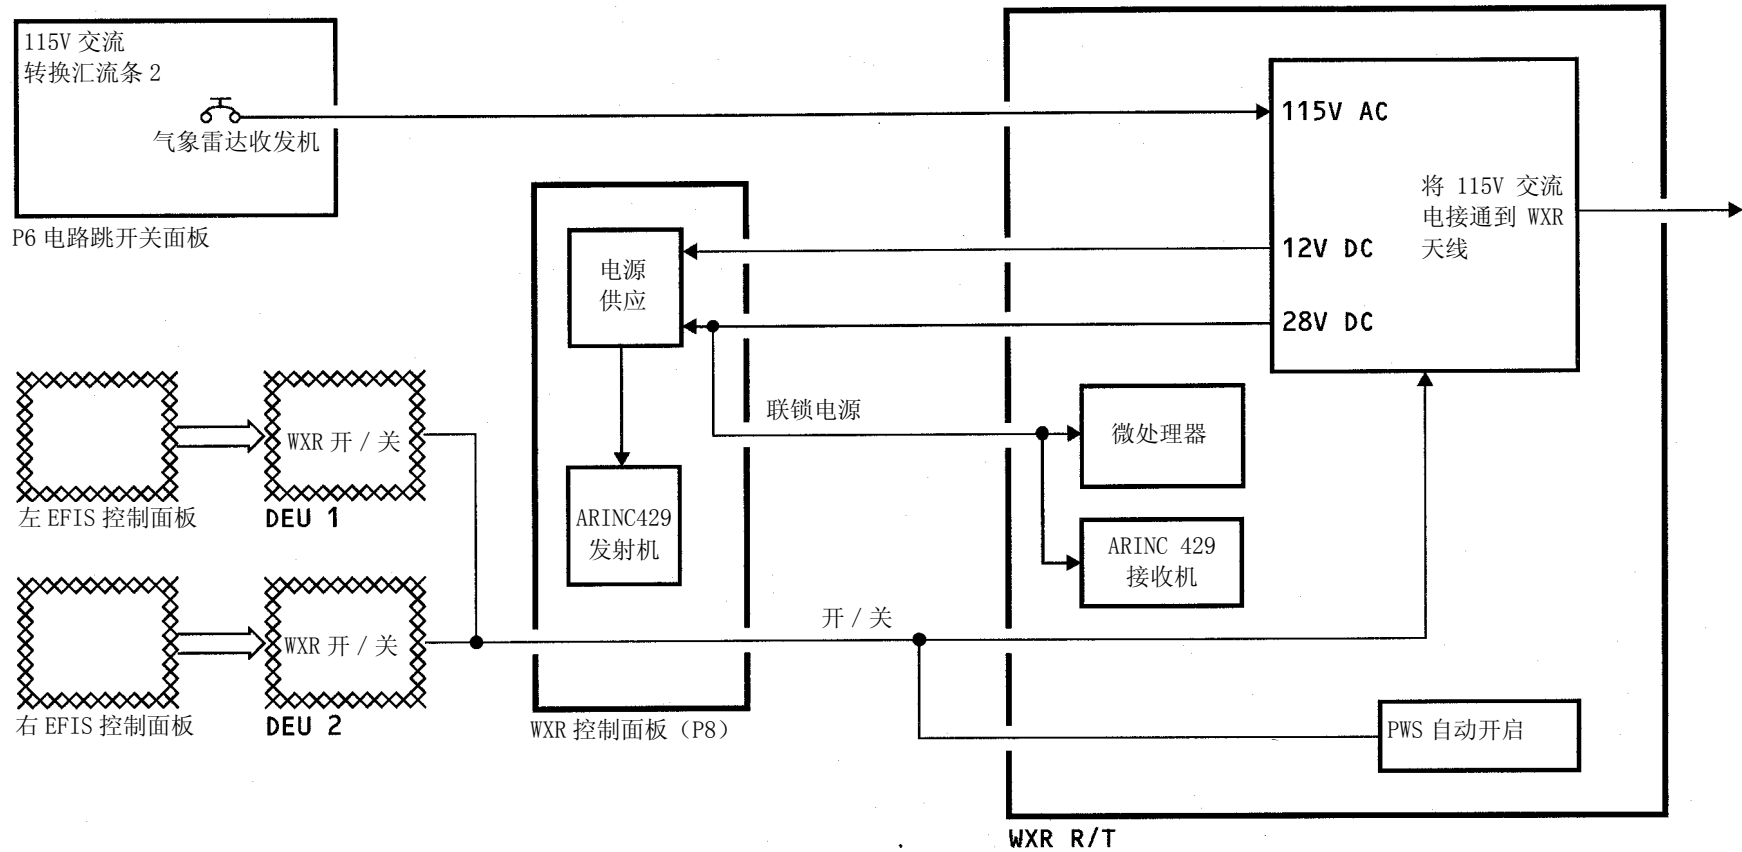 115V 交流
转换汇流条 2
气象雷达收发机
P6 电路跳开关面板
115V AC
将 115V 交流
电接通到 WXR
天线
12V DC
28V DC
电源
供应
联锁电源
微处理器
WXR 开 / 关
左 EFIS 控制面板
DEU 1
ARINC429
发射机
ARINC 429
接收机
开 / 关
WXR 开 / 关
右 EFIS 控制面板
DEU 2
WXR 控制面板（P8）
PWS 自动开启
WXR R/T